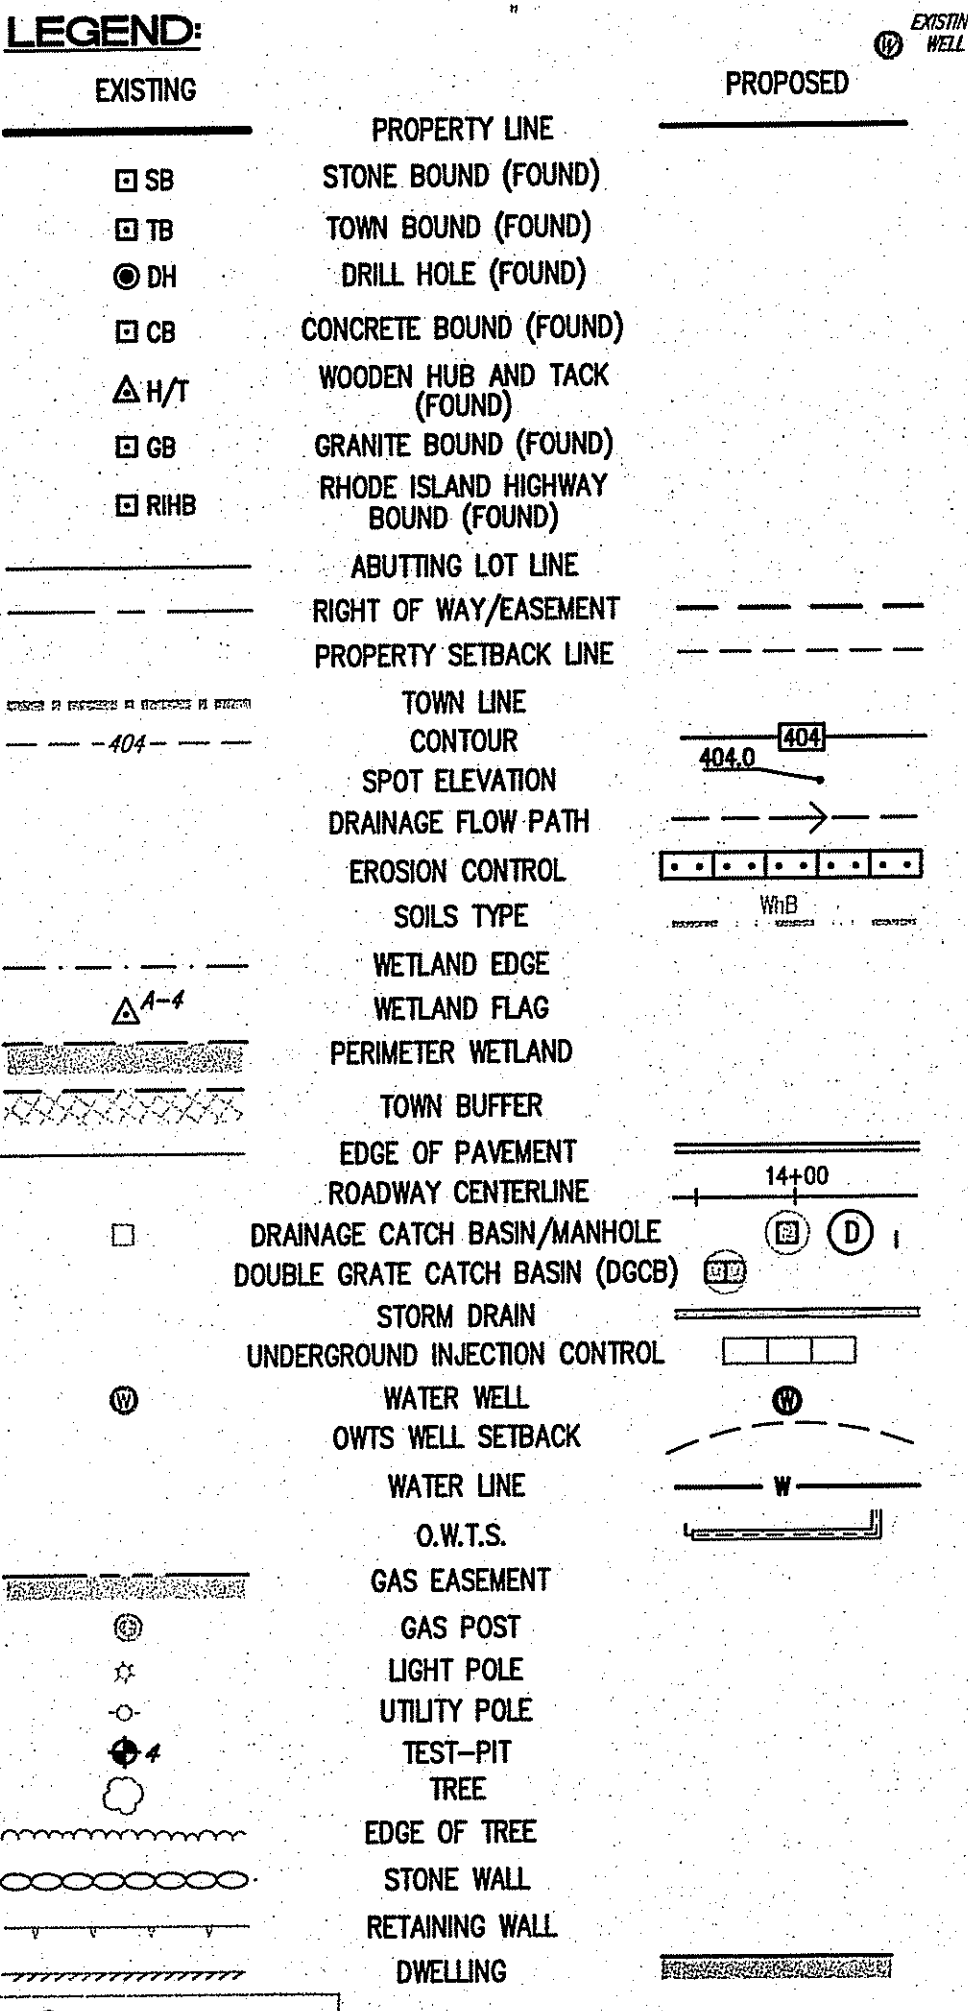 LEGEND:
EXISTIN
WELL
W
EXISTING
PROPOSED
PROPERTY LINE
SB STONE BOUND (FOUND)
TB TOWN BOUND (FOUND)
DH DRILL HOLE (FOUND)
CB CONCRETE BOUND (FOUND)
H/T WOODEN HUB AND TACK
(FOUND)
GB GRANITE BOUND (FOUND)
RIHB RHODE ISLAND HIGHWAY
BOUND (FOUND)
ABUTTING LOT LINE
RIGHT OF WAY/EASEMENT
PROPERTY SETBACK LINE
TOWN LINE
404 CONTOUR 404
SPOT ELEVATION 404.0
DRAINAGE FLOW PATH
EROSION CONTROL
SOILS TYPE WhB
WETLAND EDGE
A-4 WETLAND FLAG
PERIMETER WETLAND
TOWN BUFFER
EDGE OF PAVEMENT
ROADWAY CENTERLINE 14+00
DRAINAGE CATCH BASIN/MANHOLE D
DOUBLE GRATE CATCH BASIN (DGCB)
STORM DRAIN
UNDERGROUND INJECTION CONTROL
W WATER WELL W
OWTS WELL SETBACK
WATER LINE W
O.W.T.S.
GAS EASEMENT
G GAS POST
LIGHT POLE
UTILITY POLE
4 TEST-PIT
TREE
EDGE OF TREE
STONE WALL
RETAINING WALL
DWELLING